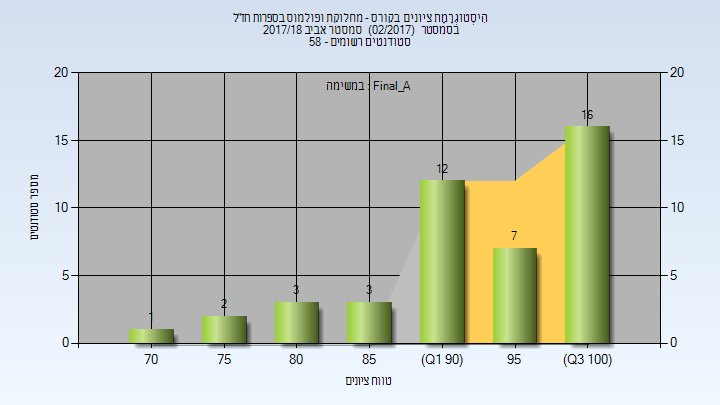 היסטוגרמת ציונים בקורס - מחלוקת ופולמוס בספרות חז"ל
בסמסטר (02/2017) סמסטר אביב 2017/18
סטודנטים רשומים - 58
במשימה : Final_A
מספר סטודנטים
20 20
15 15
10 10
5 5
0 0
1 2 3 3 12 7 16
70 75 80 85 (Q1 90) 95 (Q3 100)
טווח ציונים